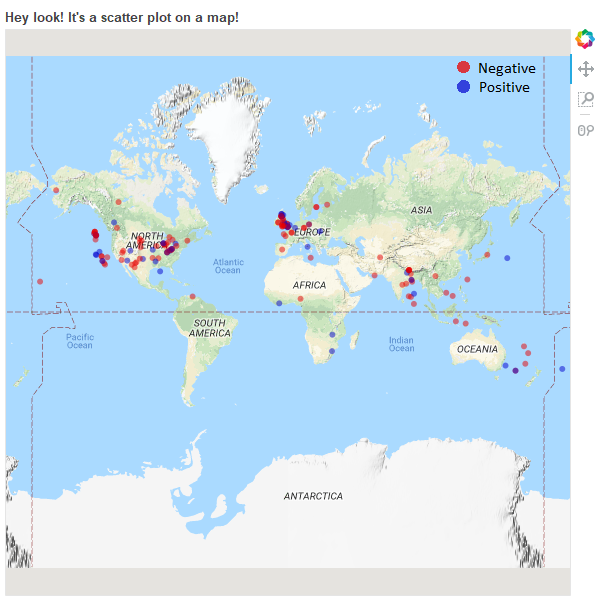 Hey look! It's a scatter plot on a map!
Negative
Positive
ASIA
NORTH
AMERICA
EUROPE
Atlantic
Ocean
AFRICA
SOUTH
AMERICA
Pacific
Ocean
Indian
Ocean
OCEANIA
ANTARCTICA